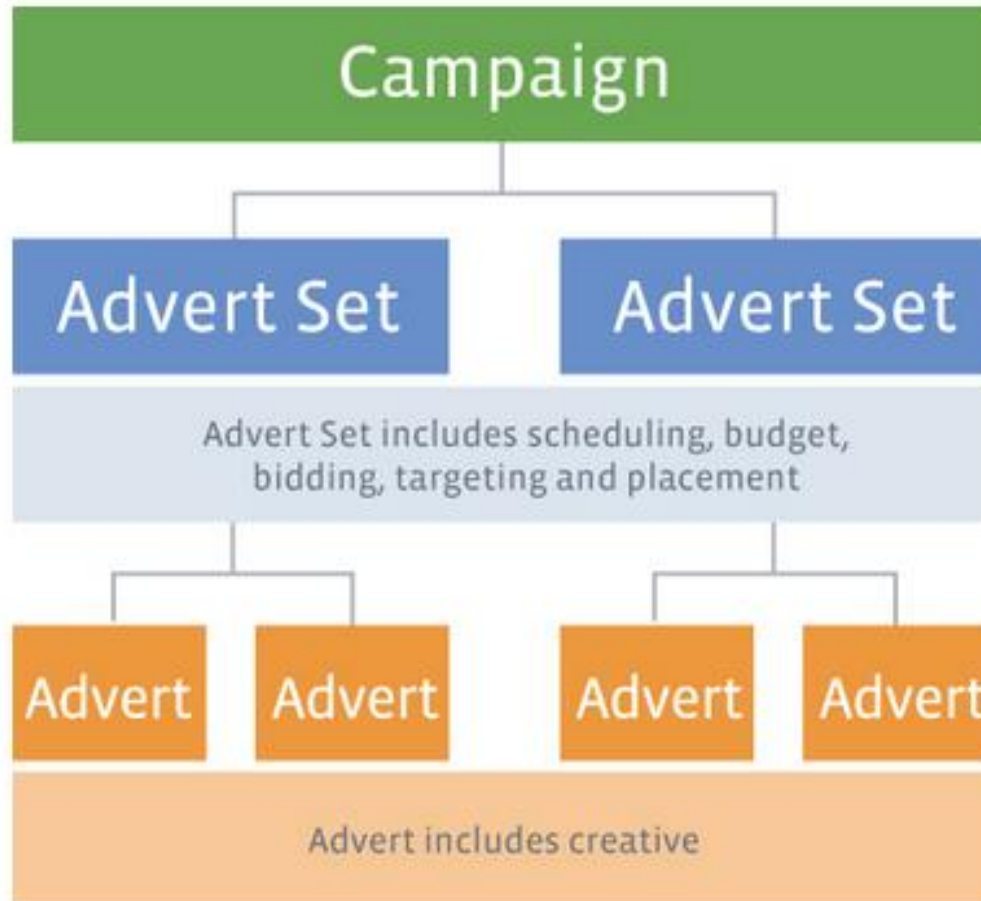 Campaign
Advert Set
Advert Set
Advert Set includes scheduling, budget,
bidding, targeting and placement
Advert
Advert
Advert
Advert
Advert includes creative